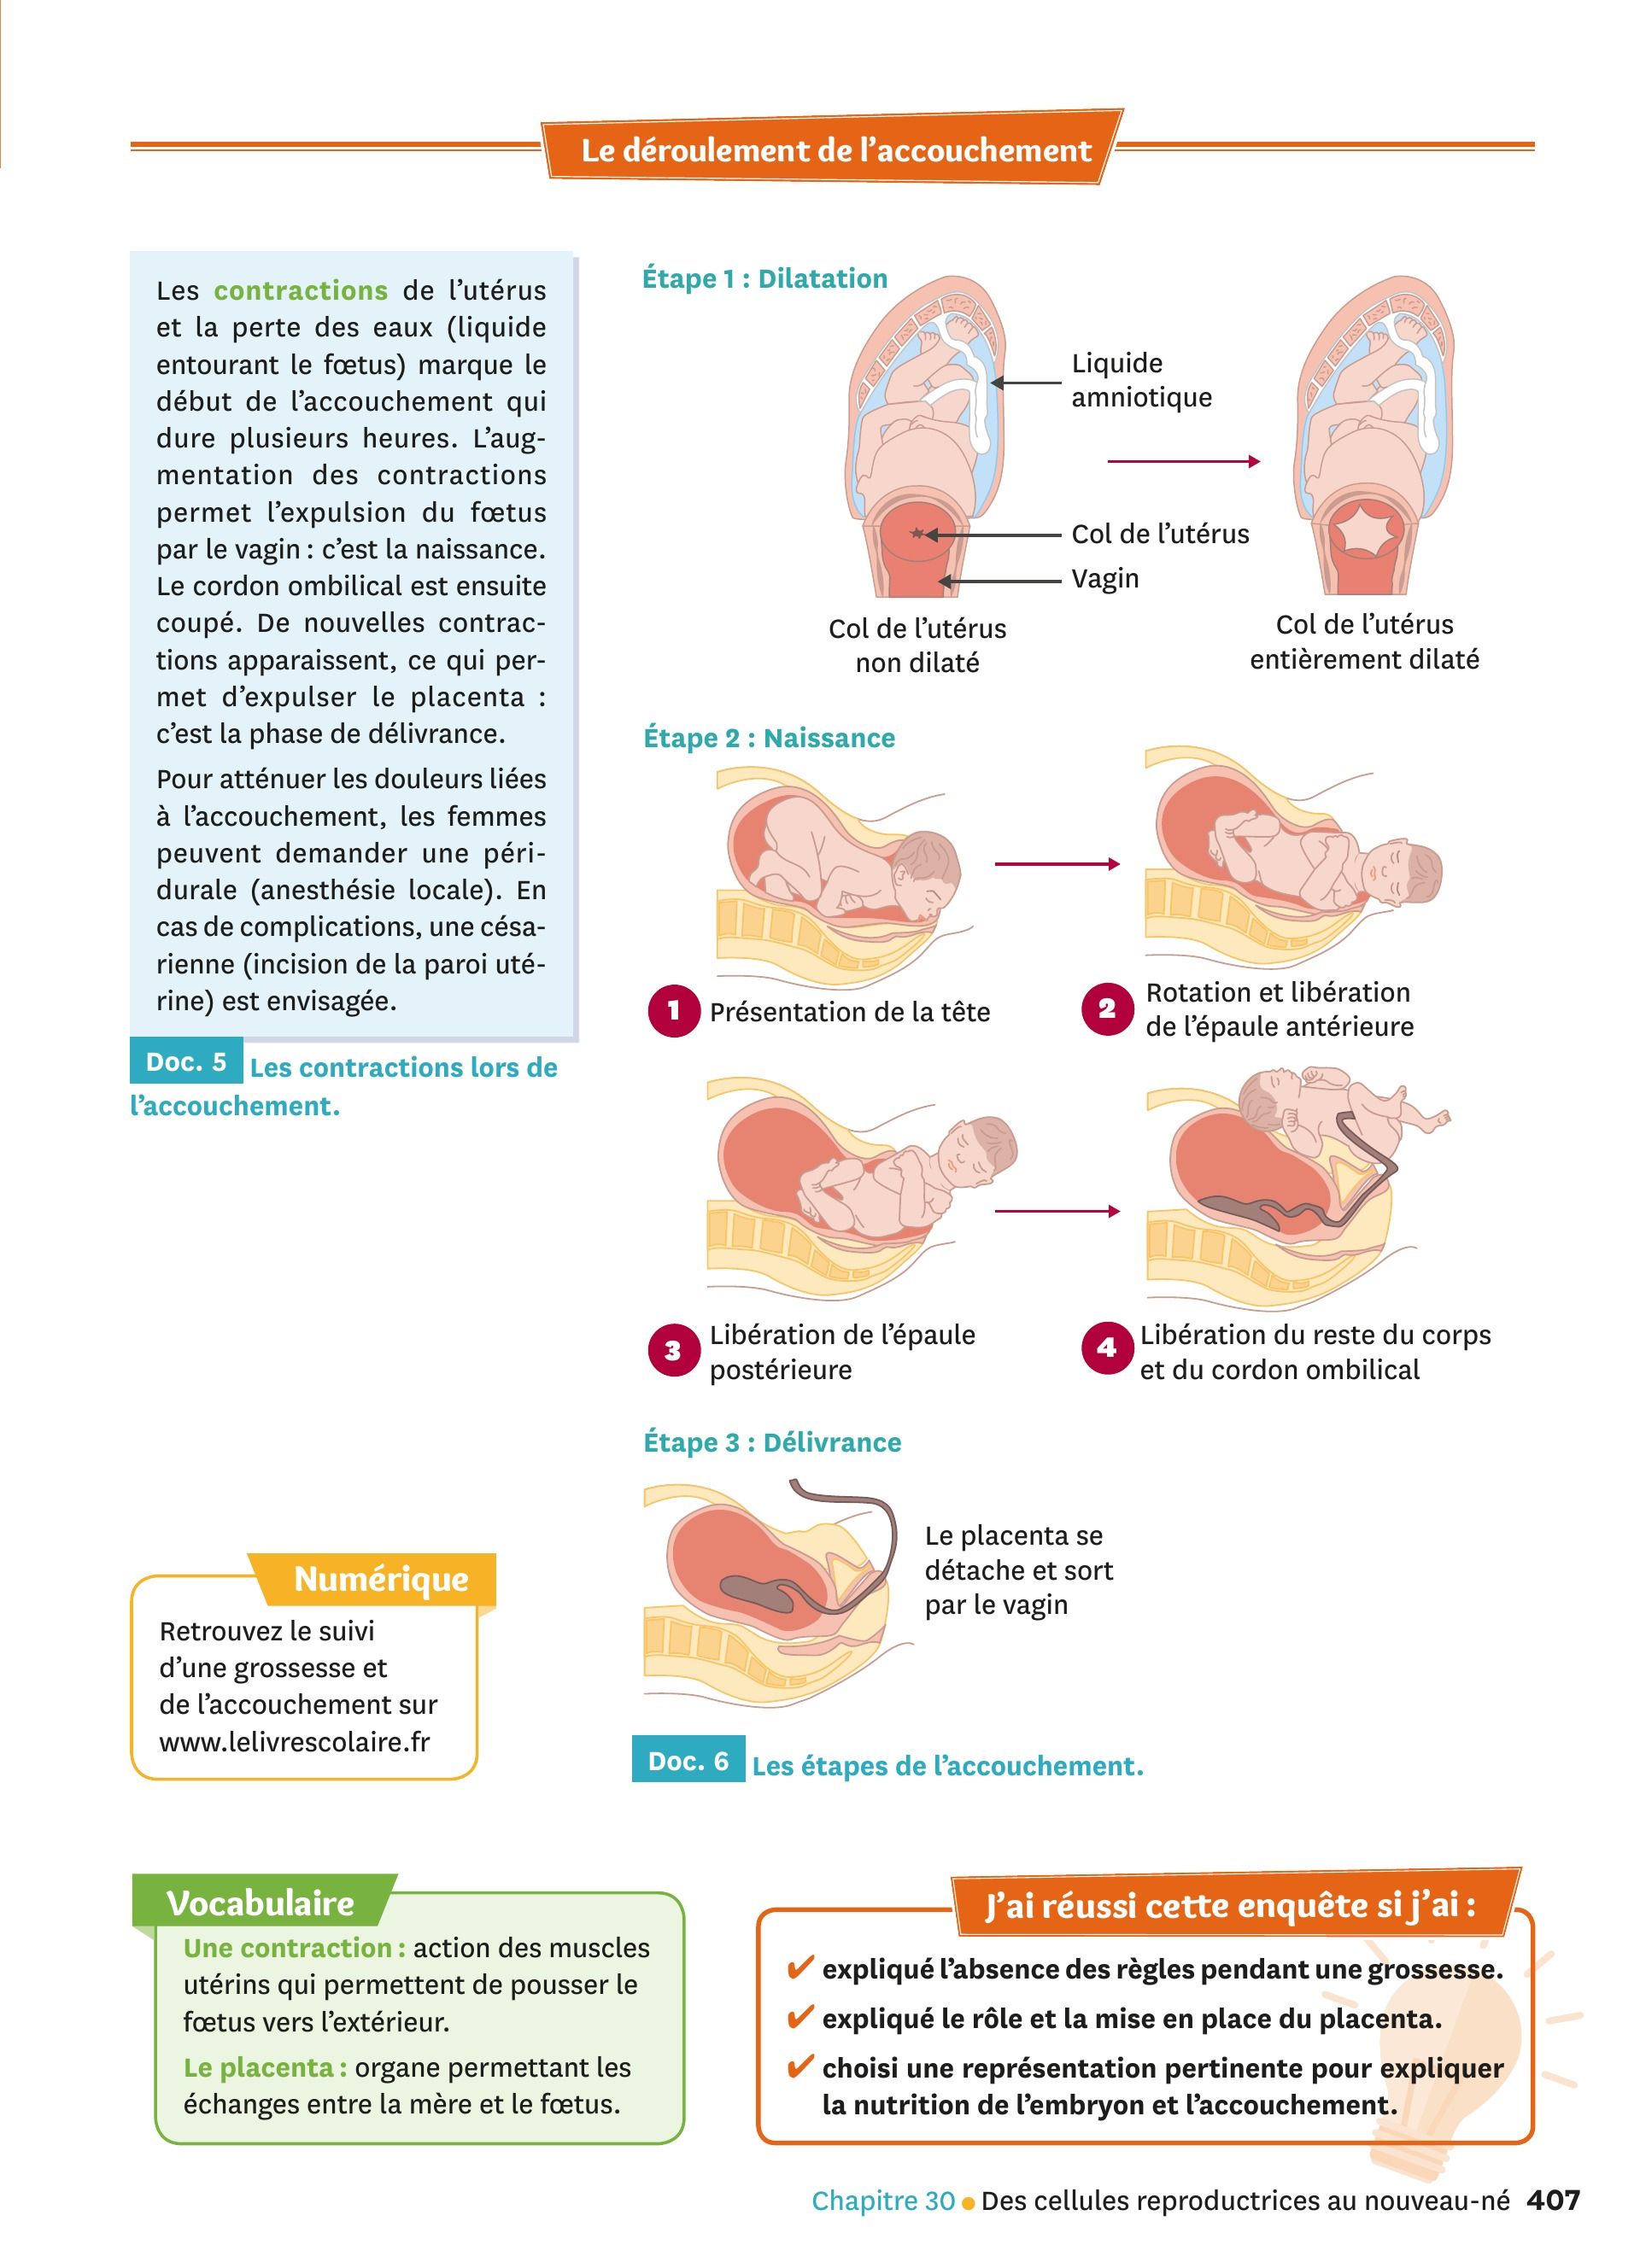 Le déroulement de l'accouchement
Les contractions de l'utérus
et la perte des eaux (liquide
entourant le fœtus) marque le
début de l'accouchement qui
dure plusieurs heures. L'aug-
mentation des contractions
permet l'expulsion du fœtus
par le vagin : c'est la naissance.
Le cordon ombilical est ensuite
coupé. De nouvelles contrac-
tions apparaissent, ce qui per-
met d'expulser le placenta :
c'est la phase de délivrance.
Pour atténuer les douleurs liées
à l'accouchement, les femmes
peuvent demander une péri-
durale (anesthésie locale). En
cas de complications, une césa-
rienne (incision de la paroi uté-
rine) est envisagée.
Doc. 5 Les contractions lors de
l'accouchement.
Étape 1 : Dilatation
Liquide
amniotique
Col de l'utérus
Vagin
Col de l'utérus
non dilaté
Col de l'utérus
entièrement dilaté
Étape 2 : Naissance
1 Présentation de la tête
2 Rotation et libération
de l'épaule antérieure
3 Libération de l'épaule
postérieure
4 Libération du reste du corps
et du cordon ombilical
Étape 3 : Délivrance
Le placenta se
détache et sort
par le vagin
Doc. 6 Les étapes de l'accouchement.
Numérique
Retrouvez le suivi
d'une grossesse et
de l'accouchement sur
www.lelivrescolaire.fr
Vocabulaire
Une contraction : action des muscles
utérins qui permettent de pousser le
fœtus vers l'extérieur.
Le placenta : organe permettant les
échanges entre la mère et le fœtus.
J'ai réussi cette enquête si j'ai :
✔ expliqué l'absence des règles pendant une grossesse.
✔ expliqué le rôle et la mise en place du placenta.
✔ choisi une représentation pertinente pour expliquer
la nutrition de l'embryon et l'accouchement.
Chapitre 30 • Des cellules reproductrices au nouveau-né 407